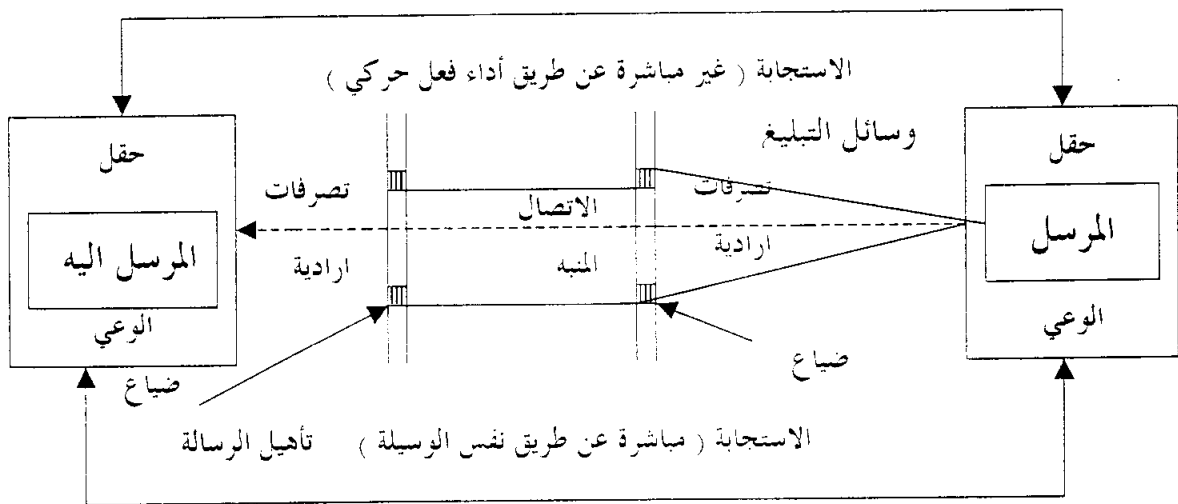 الاستجابة ( غير مباشرة عن طريق أداء فعل حركي )
وسائل التبليغ
حقل
المرسل
الوعي
تصرفات
ارادية
الاتصال
المنبه
تصرفات
ارادية
حقل
المرسل اليه
الوعي
ضياع
ضياع
الاستجابة ( مباشرة عن طريق نفس الوسيلة )
تأهيل الرسالة